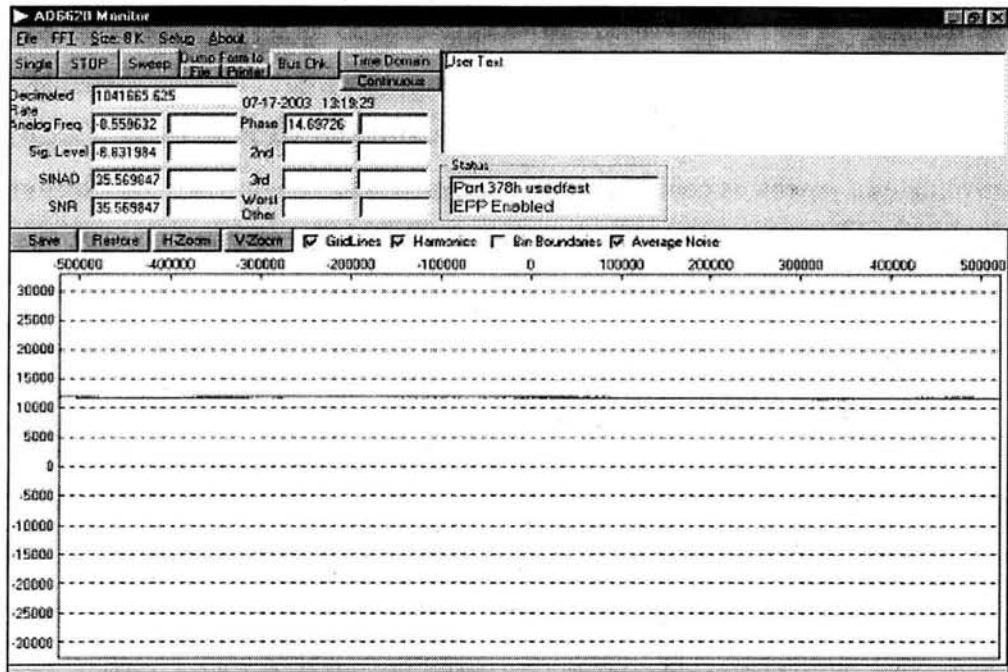 AD6620 Monitor
File FFT Size: 8K Setup About
Single STOP Sweep Dump Form to File Printer Bus Chk. Time Domain Continuous
User Text
Decimated Rate 1041665.625
07-17-2003 13:19:29
Analog Freq. -0.559632 Phase 14.69726
Sig. Level -8.831984 2nd
SINAD 35.569847 3rd
SNR 35.569847 Worst Other
Status
Port 378h usedfast
EPP Enabled
Save Restore H-Zoom V-Zoom GridLines Harmonics Bin Boundaries Average Noise
-500000 -400000 -300000 -200000 -100000 0 100000 200000 300000 400000 500000
30000
25000
20000
15000
10000
5000
0
-5000
-10000
-15000
-20000
-25000
-30000